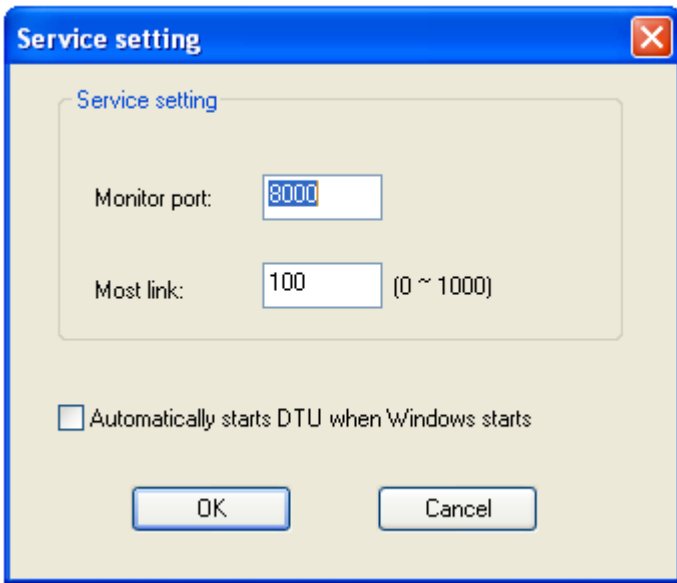 Service setting
Service setting
Monitor port: 8000
Most link: 100 (0 ~ 1000)
Automatically starts DTU when Windows starts
OK Cancel